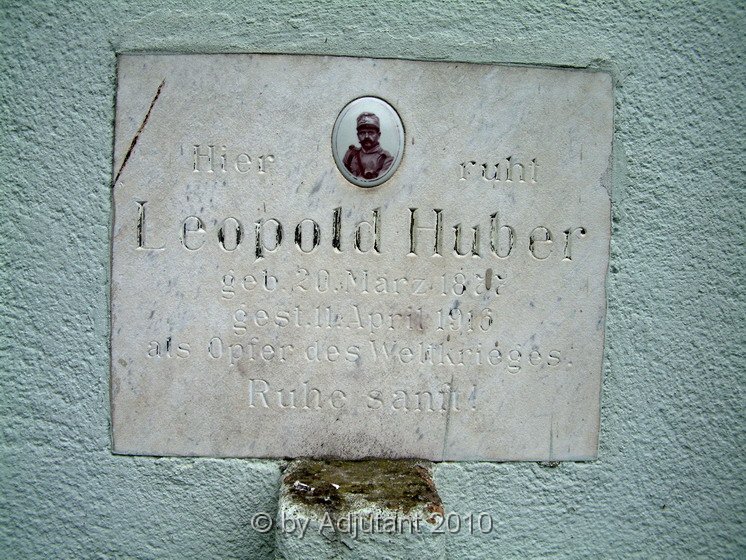 Hier ruht
Leopold Huber
geb. 20. März
gest. 11. April 1916
als Opfer des Weltkrieges.
Ruhe sanft!
© by Adjutant 2010